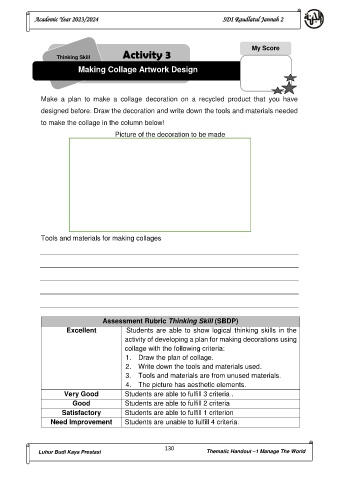 Academic Year 2023/2024
SDI Raudlatul Jannah 2
My Score
Thinking Skill
Activity 3
Making Collage Artwork Design
Make a plan to make a collage decoration on a recycled product that you have
designed before. Draw the decoration and write down the tools and materials needed
to make the collage in the column below!
Picture of the decoration to be made
Tools and materials for making collages
Assessment Rubric Thinking Skill (SBDP)
Excellent
Students are able to show logical thinking skills in the
activity of developing a plan for making decorations using
collage with the following criteria:
1. Draw the plan of collage.
2. Write down the tools and materials used.
3. Tools and materials are from unused materials.
4. The picture has aesthetic elements.
Very Good Students are able to fulfill 3 criteria .
Good Students are able to fulfill 2 criteria
Satisfactory Students are able to fulfill 1 criterion
Need Improvement Students are unable to fulfill 4 criteria.
Luhur Budi Kaya Prestasi
130
Thematic Handout –1 Manage The World